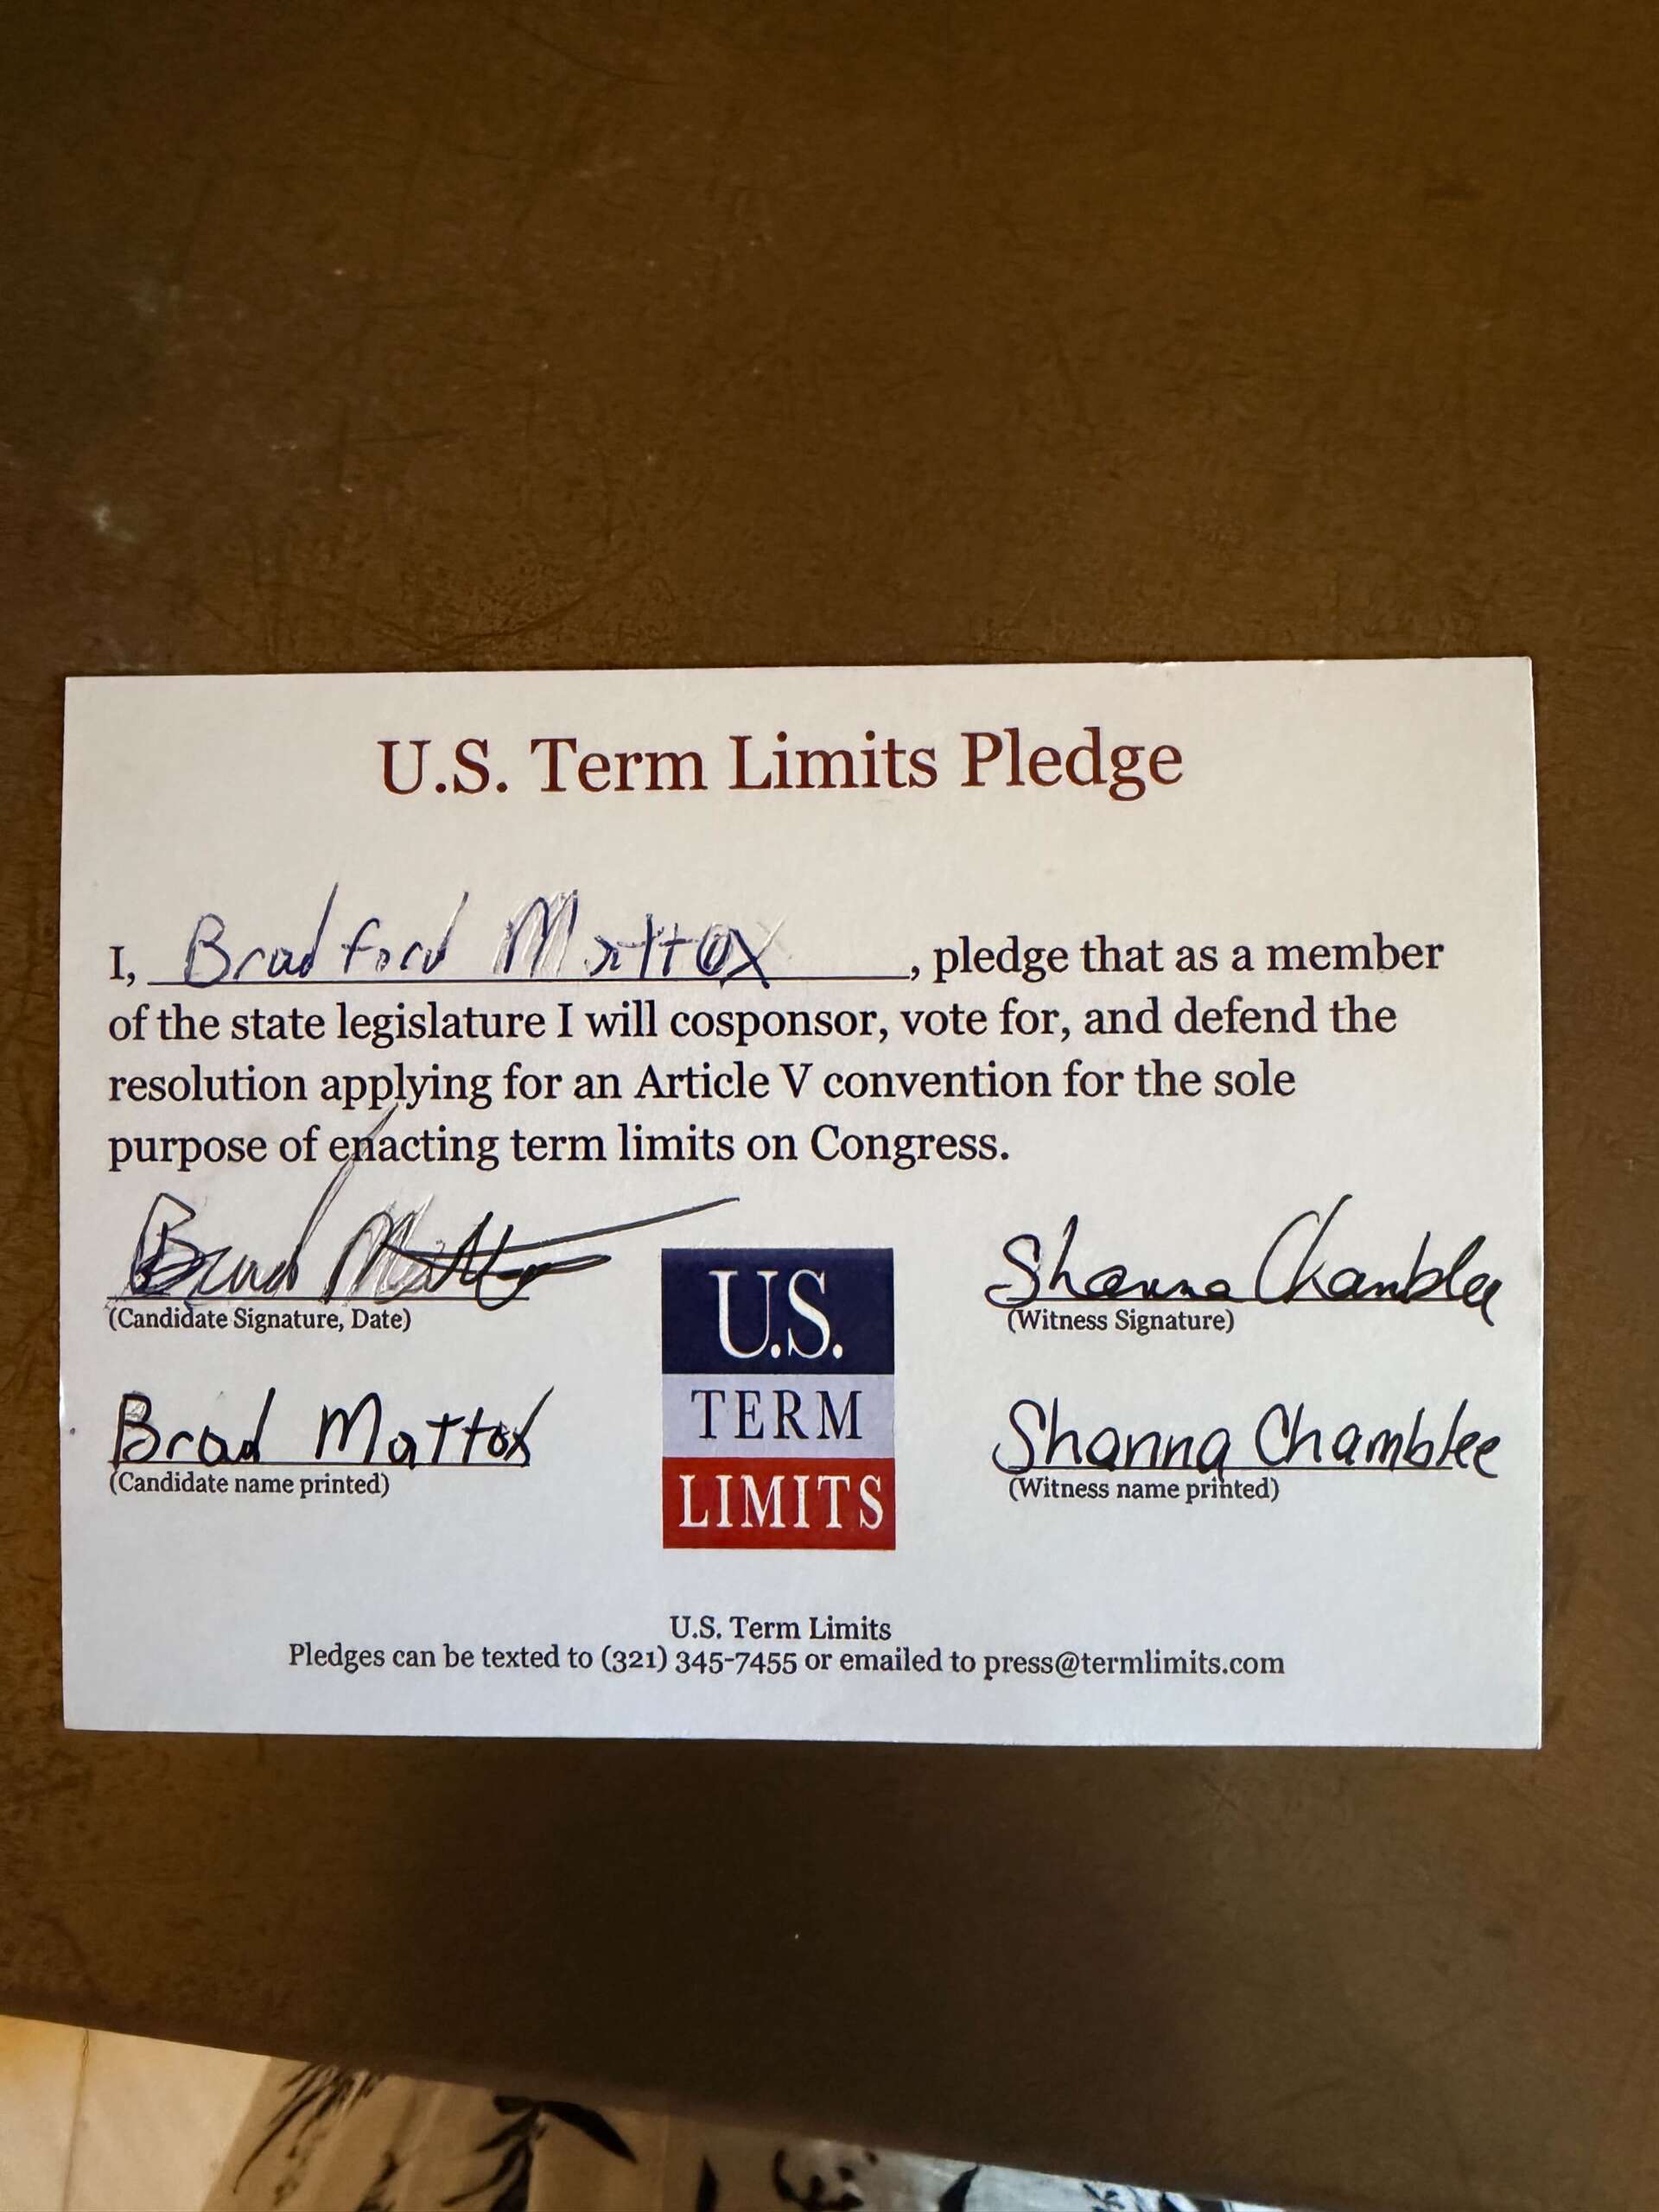 U.S. Term Limits Pledge
I, Bradford Mattox, pledge that as a member
of the state legislature I will cosponsor, vote for, and defend the
resolution applying for an Article V convention for the sole
purpose of enacting term limits on Congress.
Brad Mattox
(Candidate Signature, Date)
Brad Mattox
(Candidate name printed)
U.S.
TERM
LIMITS
Shanna Chamblee
(Witness Signature)
Shanna Chamblee
(Witness name printed)
U.S. Term Limits
Pledges can be texted to (321) 345-7455 or emailed to press@termlimits.com